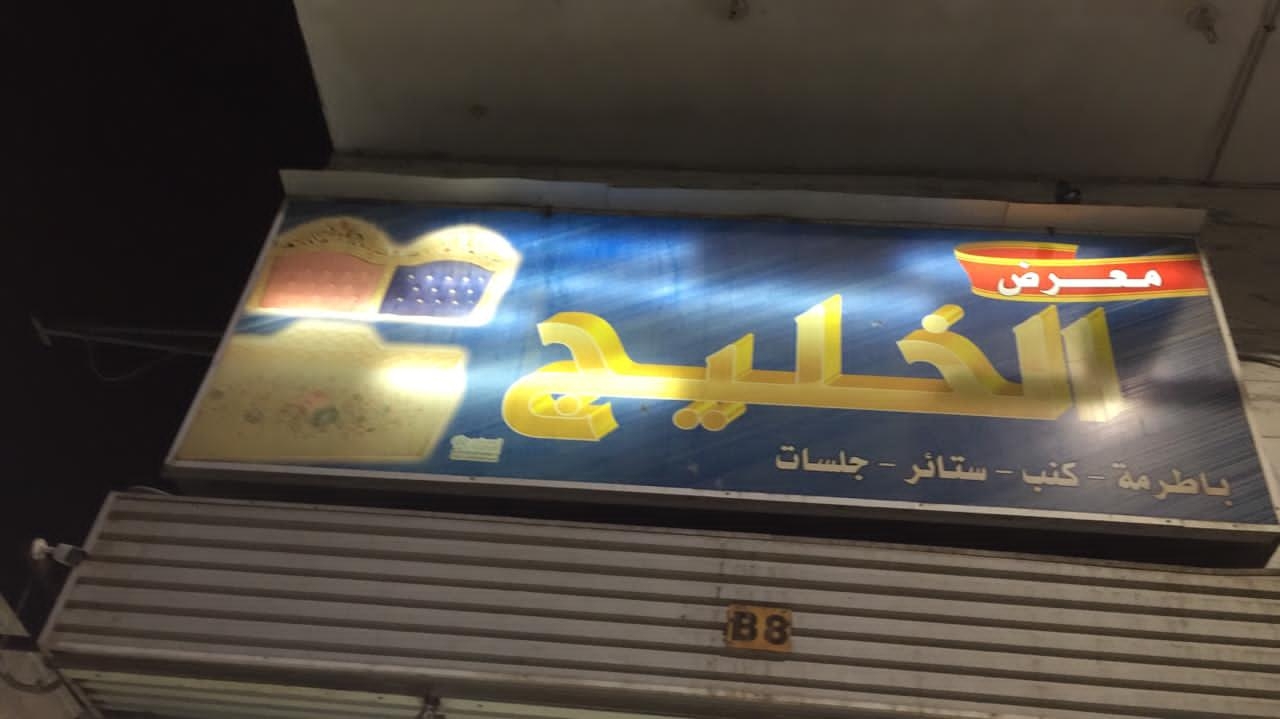 معرض
الخليج
باطرمة - كنب - ستائر - جلسات
B8